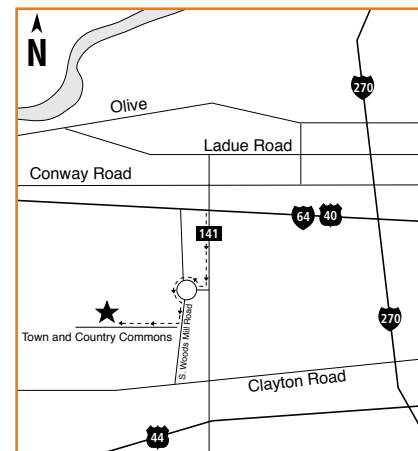 N
270
Olive
Ladue Road
Conway Road
64 40
141
270
Town and Country Commons
S. Woods Mill Road
Clayton Road
44